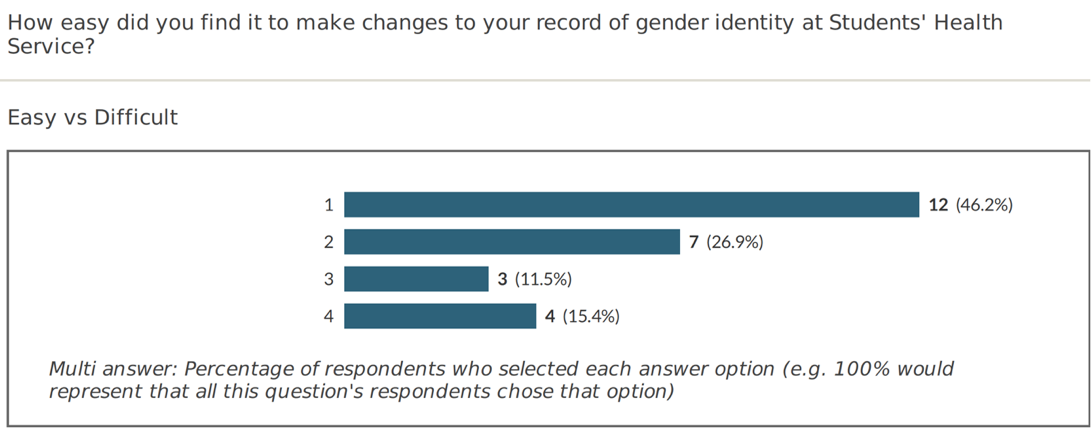 How easy did you find it to make changes to your record of gender identity at Students' Health
Service?
Easy vs Difficult
1 12 (46.2%)
2 7 (26.9%)
3 3 (11.5%)
4 4 (15.4%)
Multi answer: Percentage of respondents who selected each answer option (e.g. 100% would
represent that all this question's respondents chose that option)